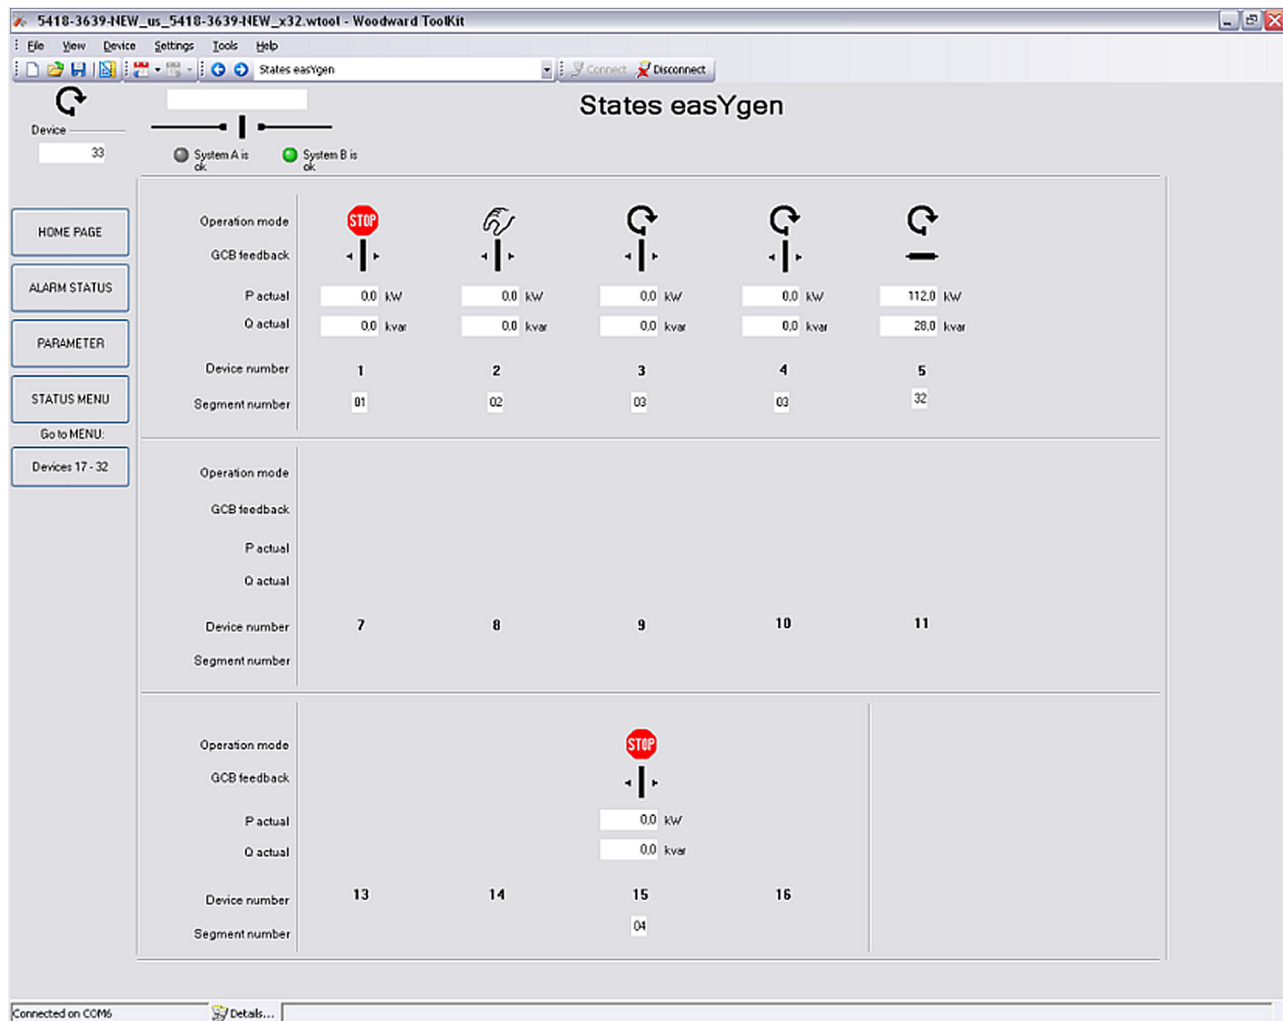 5418-3639-NEW_us_5418-3639-NEW_x32.wtool - Woodward ToolKit
File View Device Settings Tools Help
States easYgen Connect Disconnect
States easYgen
Device
33
System A is ok
System B is ok
HOME PAGE
ALARM STATUS
PARAMETER
STATUS MENU
Go to MENU:
Devices 17 - 32
Operation mode STOP
GCB feedback
P actual 0,0 kW 0,0 kW 0,0 kW 0,0 kW 112,0 kW
Q actual 0,0 kvar 0,0 kvar 0,0 kvar 0,0 kvar 28,0 kvar
Device number 1 2 3 4 5
Segment number 01 02 03 03 32
Operation mode
GCB feedback
P actual
Q actual
Device number 7 8 9 10 11
Segment number
Operation mode STOP
GCB feedback
P actual 0,0 kW
Q actual 0,0 kvar
Device number 13 14 15 16
Segment number 04
Connected on COM6 Details...